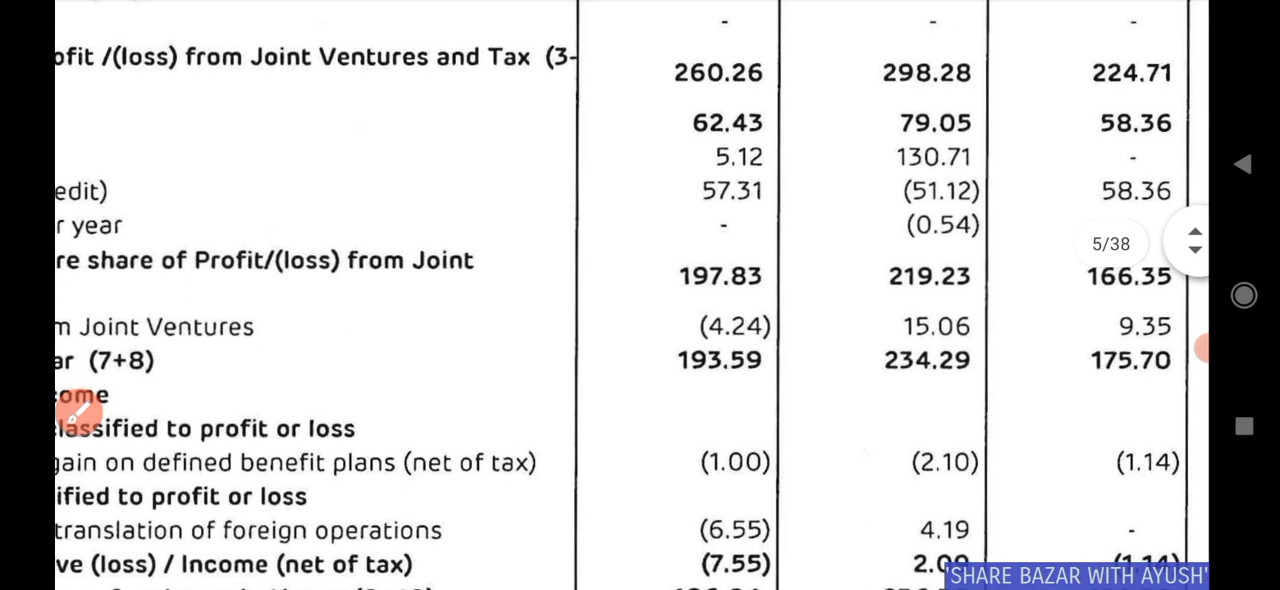 - - -
ofit /(loss) from Joint Ventures and Tax (3-
260.26 298.28 224.71
62.43 79.05 58.36
5.12 130.71 -
edit) 57.31 (51.12) 58.36
r year - (0.54)
5/38
re share of Profit/(loss) from Joint
197.83 219.23 166.35
m Joint Ventures (4.24) 15.06 9.35
ar (7+8) 193.59 234.29 175.70
come
lassified to profit or loss
gain on defined benefit plans (net of tax) (1.00) (2.10) (1.14)
ified to profit or loss
translation of foreign operations (6.55) 4.19 -
ve (loss) / Income (net of tax) (7.55) 2.09 (1.14)
SHARE BAZAR WITH AYUSH'